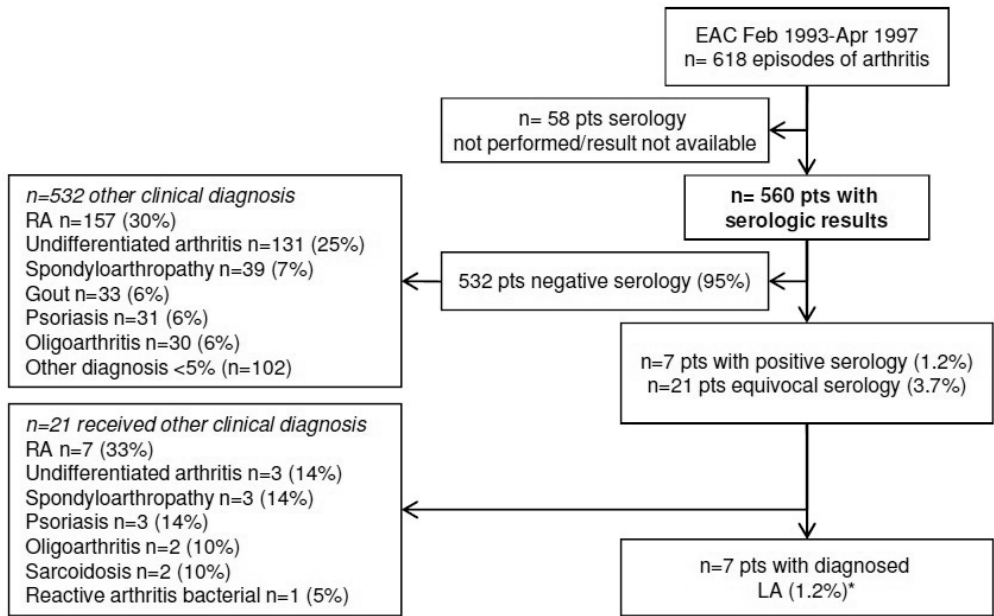 EAC Feb 1993-Apr 1997
n= 618 episodes of arthritis
n= 58 pts serology
not performed/result not available
n= 560 pts with
serologic results
532 pts negative serology (95%)
n=532 other clinical diagnosis
RA n=157 (30%)
Undifferentiated arthritis n=131 (25%)
Spondyloarthropathy n=39 (7%)
Gout n=33 (6%)
Psoriasis n=31 (6%)
Oligoarthritis n=30 (6%)
Other diagnosis <5% (n=102)
n=7 pts with positive serology (1.2%)
n=21 pts equivocal serology (3.7%)
n=21 received other clinical diagnosis
RA n=7 (33%)
Undifferentiated arthritis n=3 (14%)
Spondyloarthropathy n=3 (14%)
Psoriasis n=3 (14%)
Oligoarthritis n=2 (10%)
Sarcoidosis n=2 (10%)
Reactive arthritis bacterial n=1 (5%)
n=7 pts with diagnosed
LA (1.2%)*